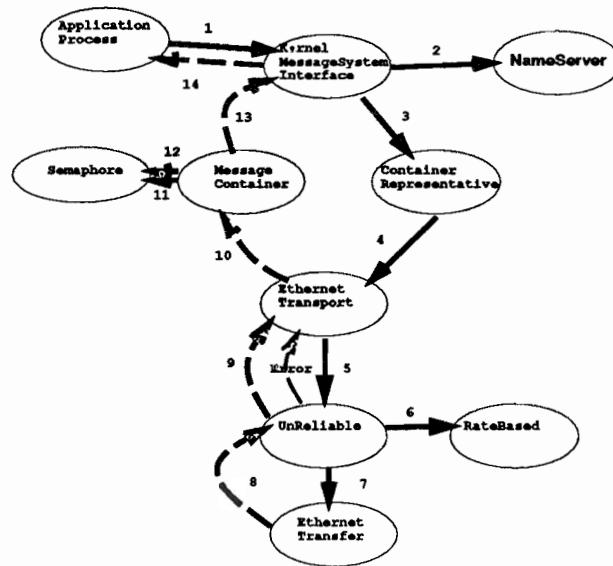 Application
Process
1
Kernel
MessageSystem
Interface
2
NameServer
14
3
13
12
Semaphore
11
Message
Container
Container
Representative
4
10
Ethernet
Transport
9
Error
5
6
UnReliable
RateBased
8
7
Ethernet
Transfer